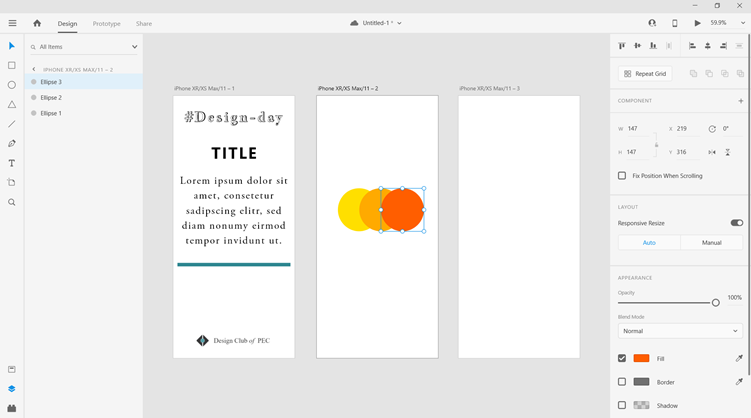 Design
Prototype
Share
Untitled-1 *
59.9%
All Items
IPHONE XR/XS MAX/11 – 2
Ellipse 3
Ellipse 2
Ellipse 1
T
iPhone XR/XS Max/11 – 1
#Design-day
TITLE
Lorem ipsum dolor sit
amet, consetetur
sadipscing elitr, sed
diam nonumy eirmod
tempor invidunt ut.
Design Club of PEC
iPhone XR/XS Max/11 – 2
iPhone XR/XS Max/11 – 3
Repeat Grid
COMPONENT
W 147 X 219 0°
H 147 Y 316
Fix Position When Scrolling
LAYOUT
Responsive Resize
Auto Manual
APPEARANCE
Opacity
100%
Blend Mode
Normal
Fill
Border
Shadow